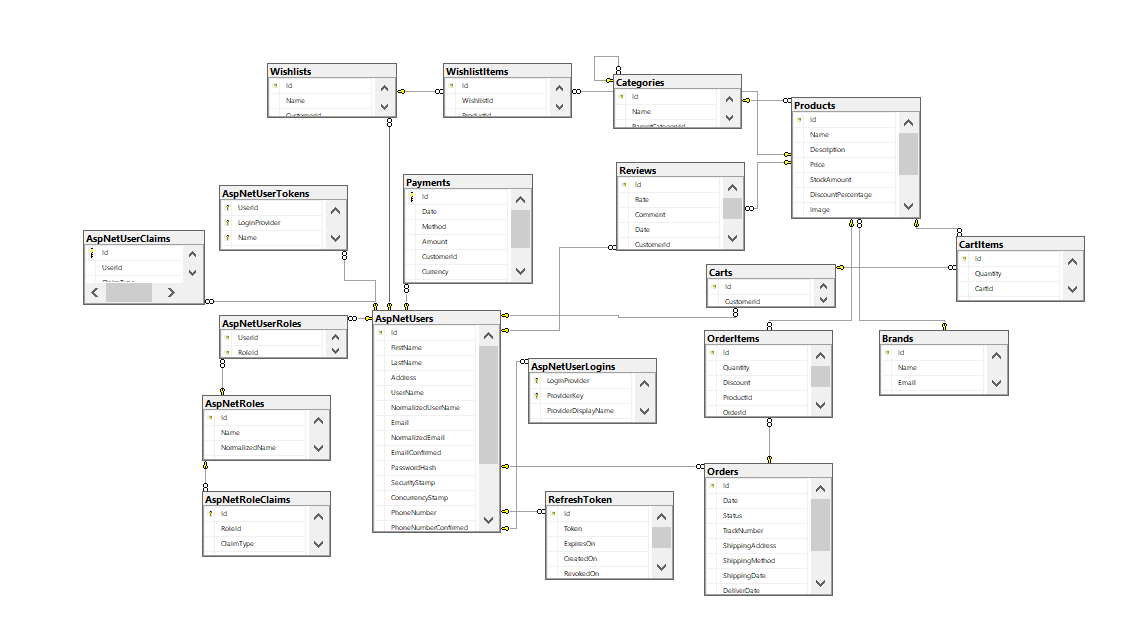 Wishlists
Id
Name
CustomerId
WishlistItems
Id
WishlistId
ProductId
Categories
Id
Name
ParentCategoryId
Products
Id
Name
Description
Price
StockAmount
DiscountPercentage
Image
Reviews
Id
Rate
Comment
Date
CustomerId
Payments
Id
Date
Method
Amount
CustomerId
Currency
AspNetUserTokens
UserId
LoginProvider
Name
AspNetUserClaims
Id
UserId
ClaimType
CartItems
Id
Quantity
CartId
Carts
Id
CustomerId
AspNetUsers
Id
FirstName
LastName
Address
UserName
NormalizedUserName
Email
NormalizedEmail
EmailConfirmed
PasswordHash
SecurityStamp
ConcurrencyStamp
PhoneNumber
PhoneNumberConfirmed
AspNetUserRoles
UserId
RoleId
OrderItems
Id
Quantity
Discount
ProductId
OrderId
Brands
Id
Name
Email
AspNetUserLogins
LoginProvider
ProviderKey
ProviderDisplayName
AspNetRoles
Id
Name
NormalizedName
Orders
Id
Date
Status
TrackNumber
ShippingAddress
ShippingMethod
ShippingDate
DeliverDate
AspNetRoleClaims
Id
RoleId
ClaimType
RefreshToken
Id
Token
ExpiresOn
CreatedOn
RevokedOn